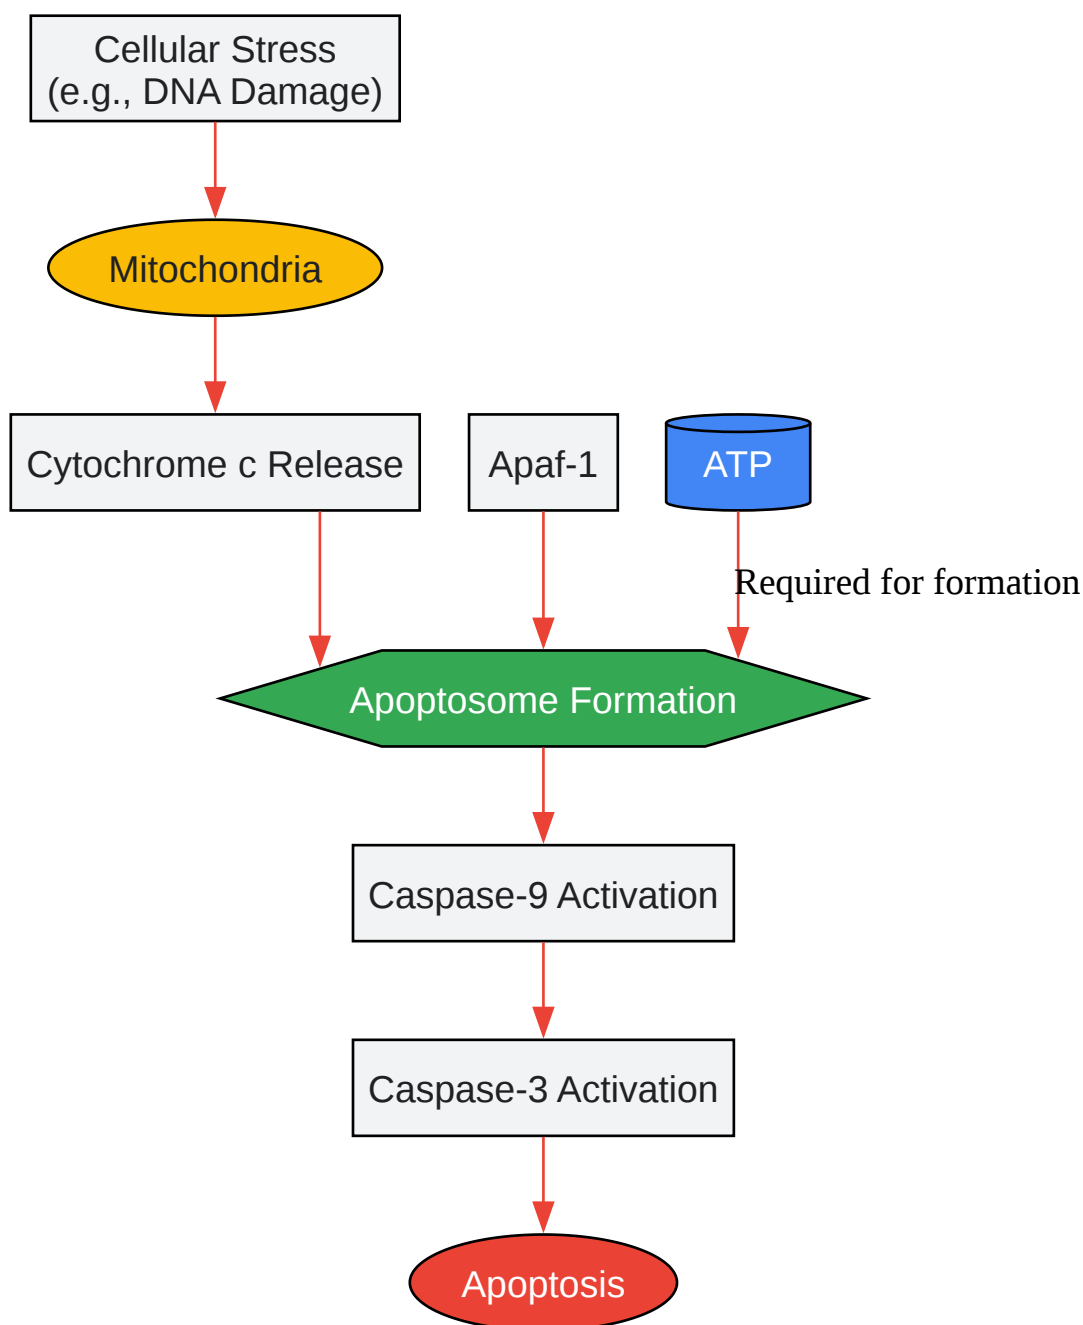 Cellular Stress
(e.g., DNA Damage)
Mitochondria
Cytochrome c Release
Apaf-1
ATP
Required for formation
Apoptosome Formation
Caspase-9 Activation
Caspase-3 Activation
Apoptosis